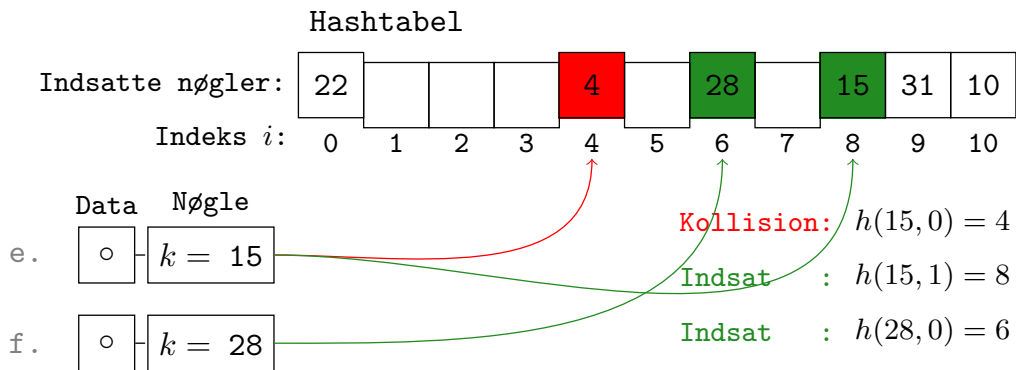 Hashtabel
Indsatte nøgler: 22 4 28 15 31 10
Indeks i: 0 1 2 3 4 5 6 7 8 9 10
Data Nøgle
Kollision: h(15, 0) = 4
e. k = 15
Indsat : h(15, 1) = 8
Indsat : h(28, 0) = 6
f. k = 28